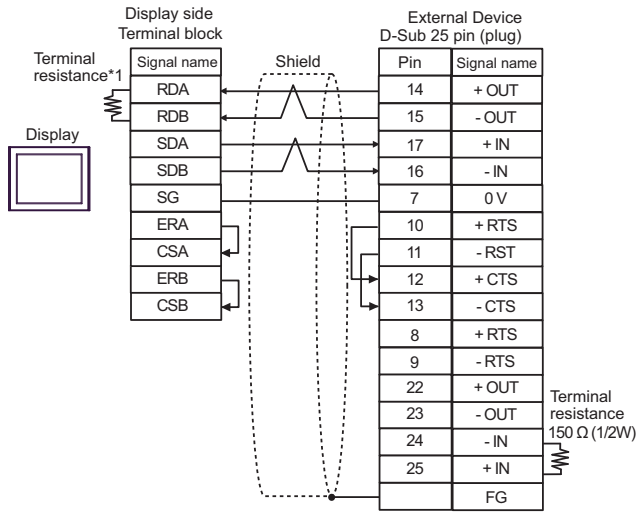 Display side
Terminal block
External Device
D-Sub 25 pin (plug)
Terminal
resistance*1
Signal name
Shield
Pin
Signal name
RDA
14
+ OUT
RDB
15
- OUT
Display
SDA
17
+ IN
SDB
16
- IN
SG
7
0 V
ERA
10
+ RTS
CSA
11
- RST
ERB
12
+ CTS
CSB
13
- CTS
8
+ RTS
9
- RTS
22
+ OUT
23
- OUT
Terminal
resistance
150 Ω (1/2W)
24
- IN
25
+ IN
FG